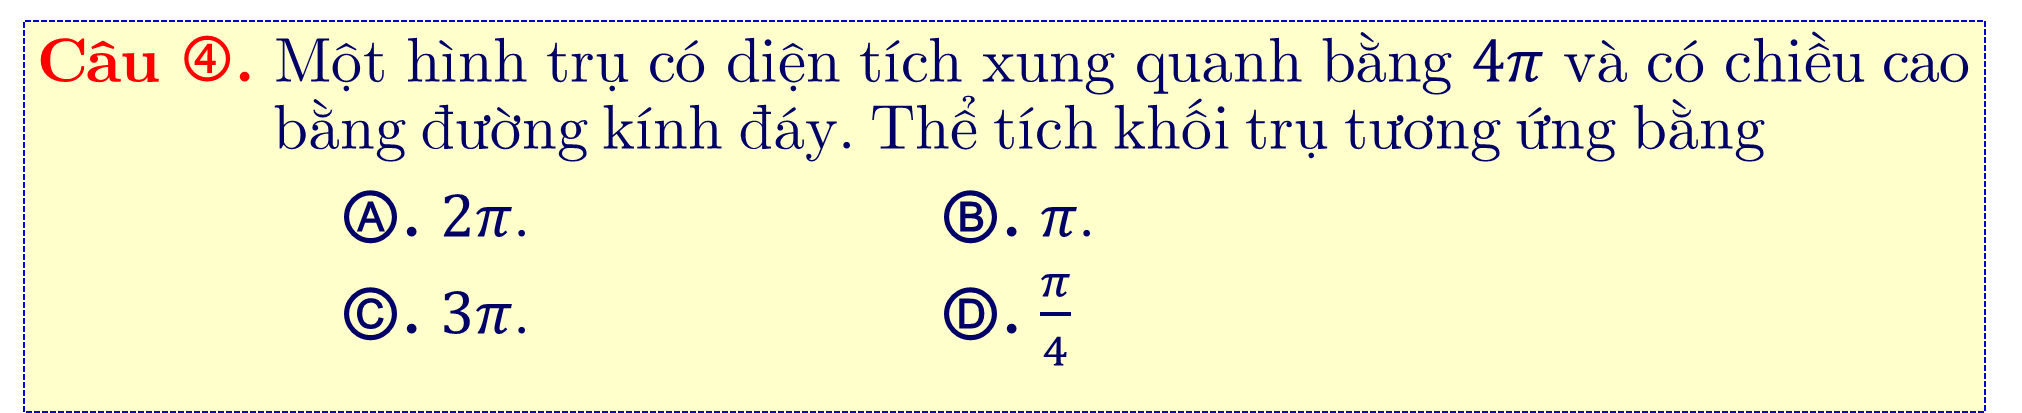 Câu ④. Một hình trụ có diện tích xung quanh bằng 4π và có chiều cao
bằng đường kính đáy. Thể tích khối trụ tương ứng bằng
Ⓐ. 2π. Ⓑ. π.
Ⓒ. 3π. Ⓓ. π/4